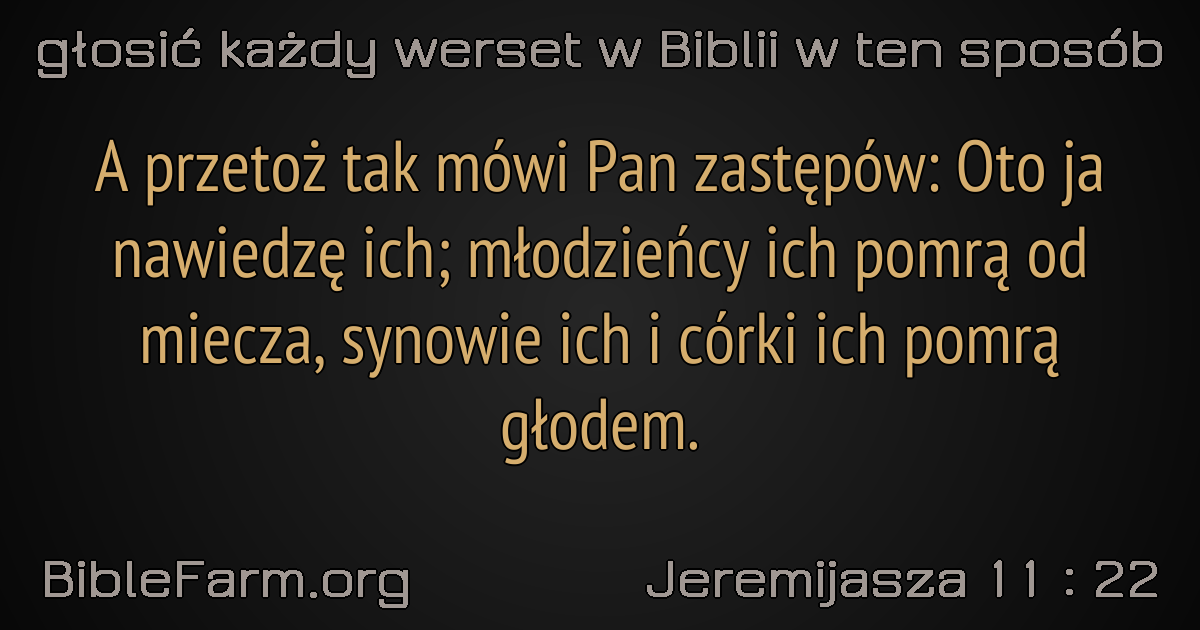 głosić każdy werset w Biblii w ten sposób
A przetoż tak mówi Pan zastępów: Oto ja
nawiedzę ich; młodzieńcy ich pomrą od
miecza, synowie ich i córki ich pomrą
głodem.
BibleFarm.org
Jeremijasza 11 : 22